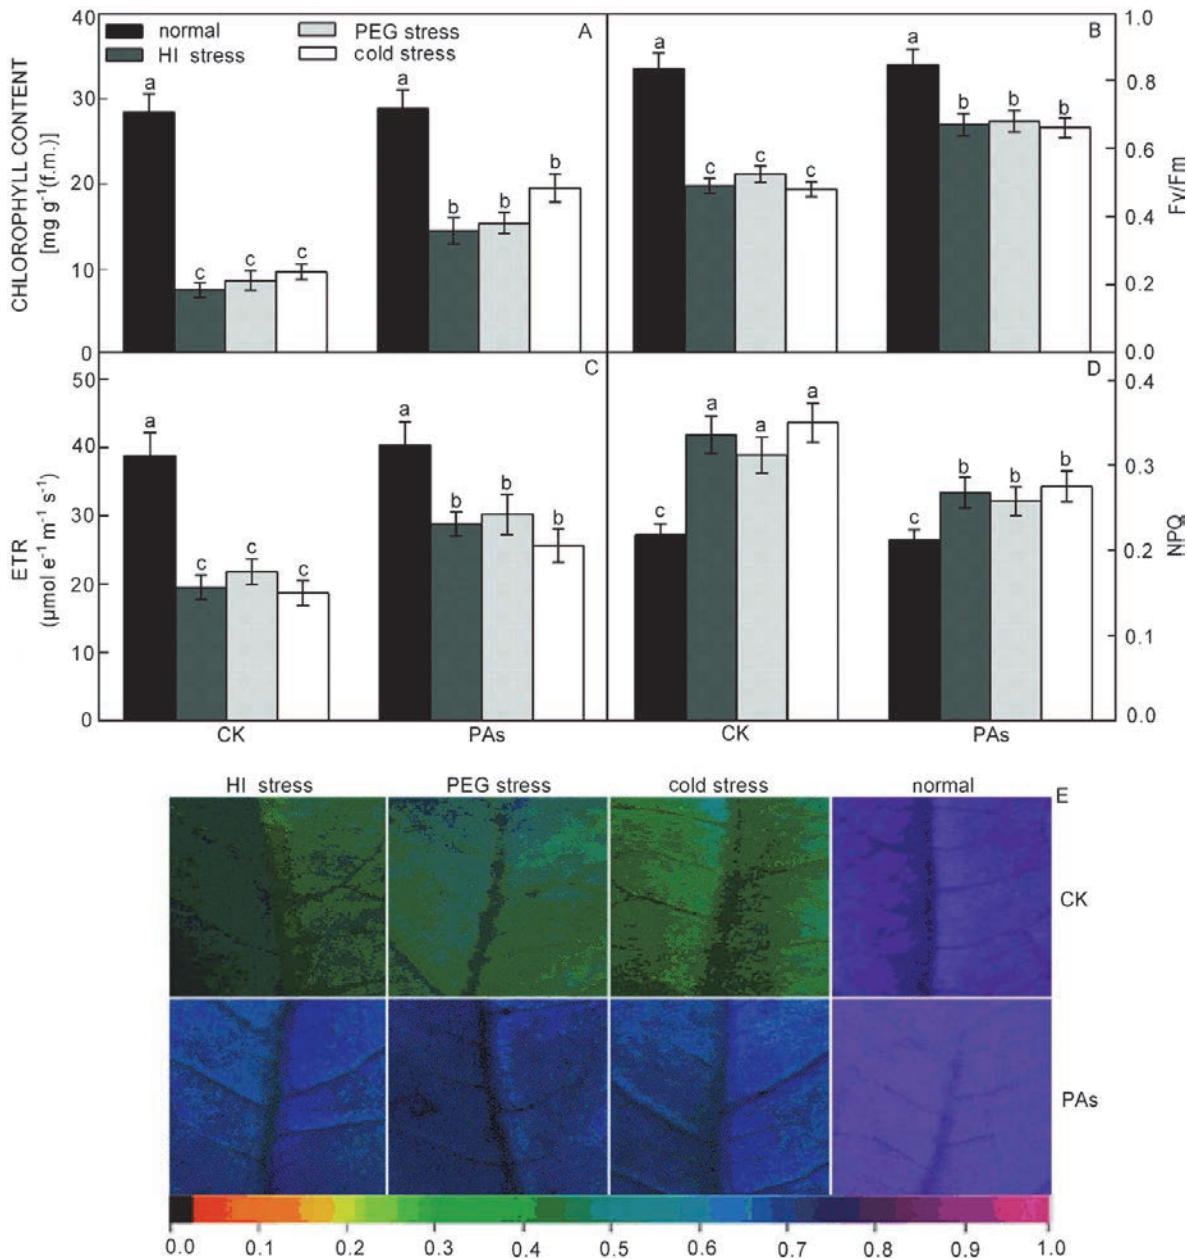 normal
HI stress
PEG stress
cold stress
A
B
40
30
20
10
0
CHLOROPHYLL CONTENT
[mg g⁻¹(f.m.)]
a
c
c
c
a
b
b
b
a
c
c
c
a
b
b
b
1.0
0.8
0.6
0.4
0.2
0.0
Fv/Fm
C
D
50
40
30
20
10
0
ETR
(µmol e⁻¹ m⁻¹ s⁻¹)
a
c
c
c
a
b
b
b
c
a
a
a
c
b
b
b
0.4
0.3
0.2
0.1
0.0
NPQ
CK
PAs
CK
PAs
HI stress
PEG stress
cold stress
normal
E
CK
PAs
0.0 0.1 0.2 0.3 0.4 0.5 0.6 0.7 0.8 0.9 1.0